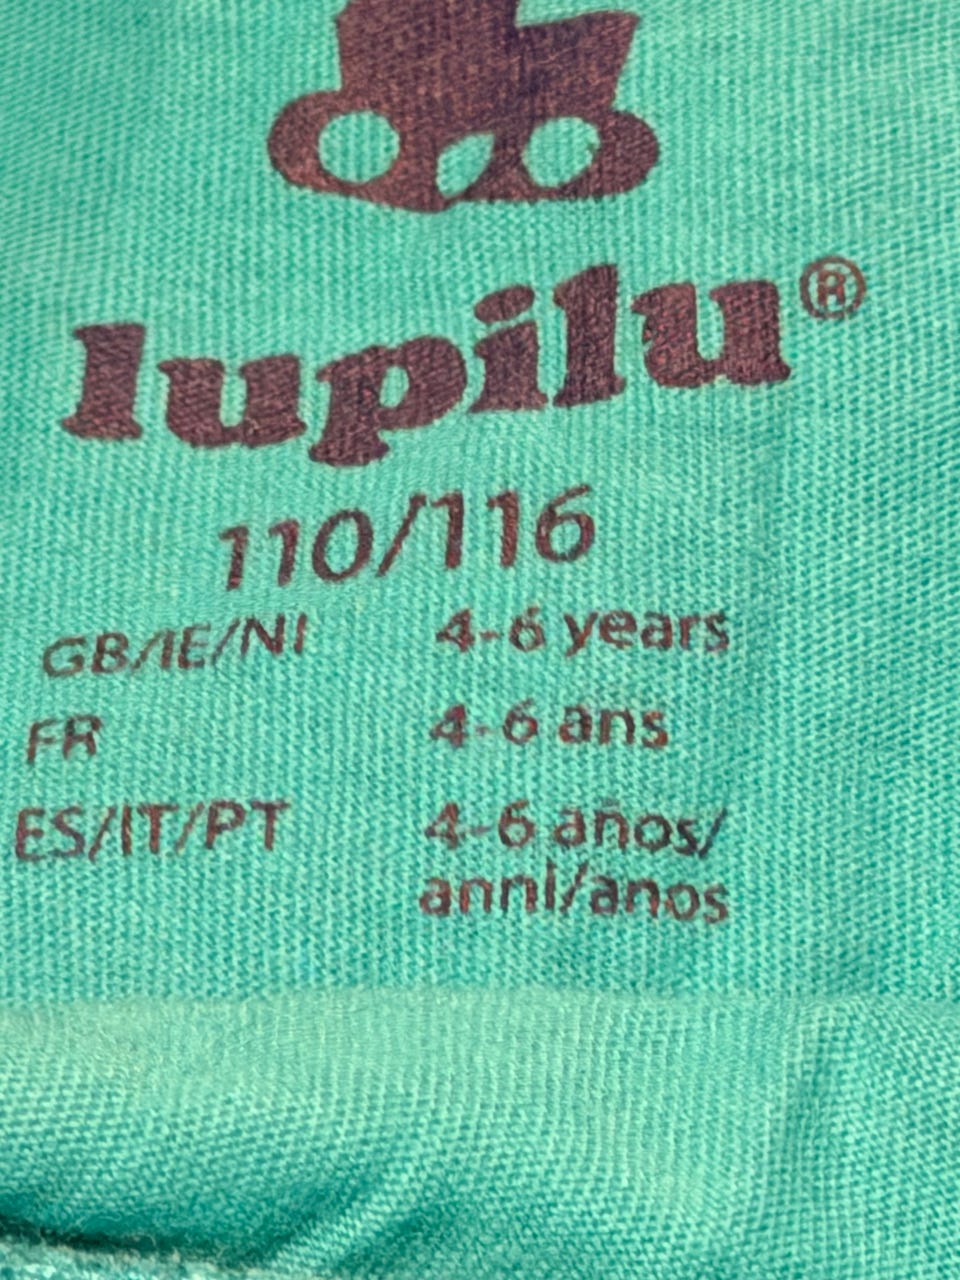 lupilu®
110/116
GB/IE/NI 4-6 years
FR 4-6 ans
ES/IT/PT 4-6 años/
anni/anos